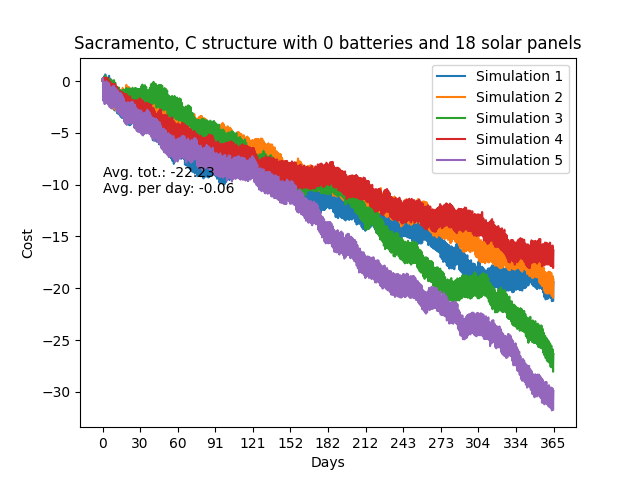 Sacramento, C structure with 0 batteries and 18 solar panels
Simulation 1
Simulation 2
Simulation 3
Simulation 4
Simulation 5
Avg. tot.: -22.23
Avg. per day: -0.06
Cost
0
−5
−10
−15
−20
−25
−30
0 30 60 91 121 152 182 212 243 273 304 334 365
Days